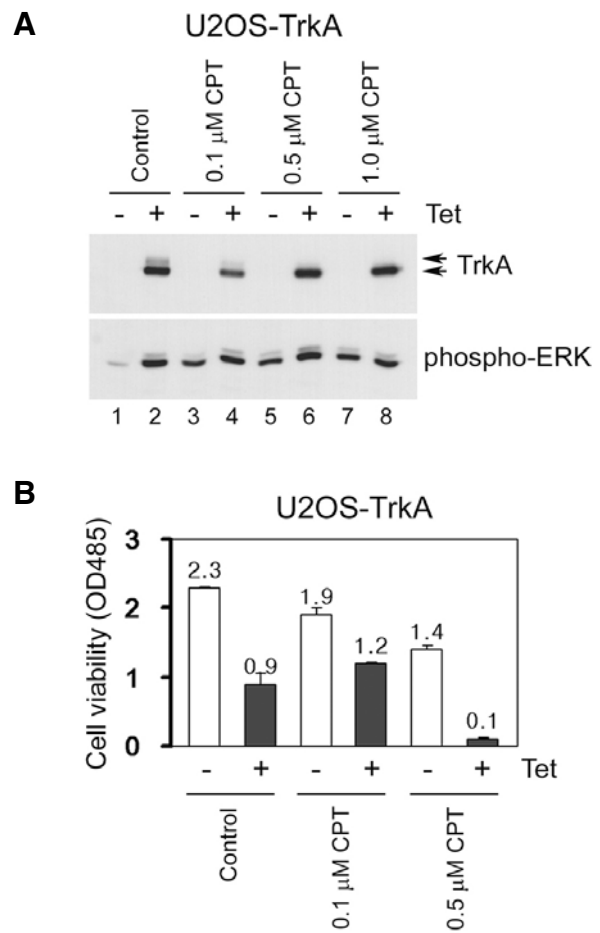 A
U2OS-TrkA
Control
0.1 μM CPT
0.5 μM CPT
1.0 μM CPT
- + - + - + - + Tet
TrkA
phospho-ERK
1 2 3 4 5 6 7 8
B
U2OS-TrkA
Cell viability (OD485)
3
2
1
0
2.3
0.9
1.9
1.2
1.4
0.1
- + - + - + Tet
Control
0.1 μM CPT
0.5 μM CPT